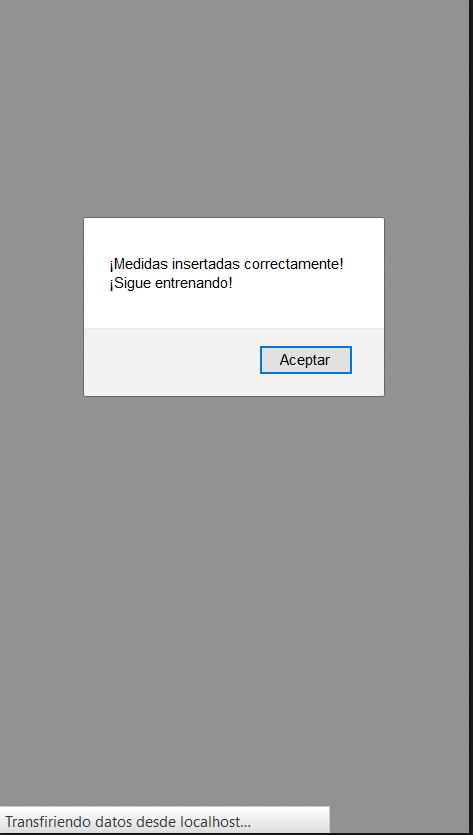 ¡Medidas insertadas correctamente!
¡Sigue entrenando!
Aceptar
Transfiriendo datos desde localhost...